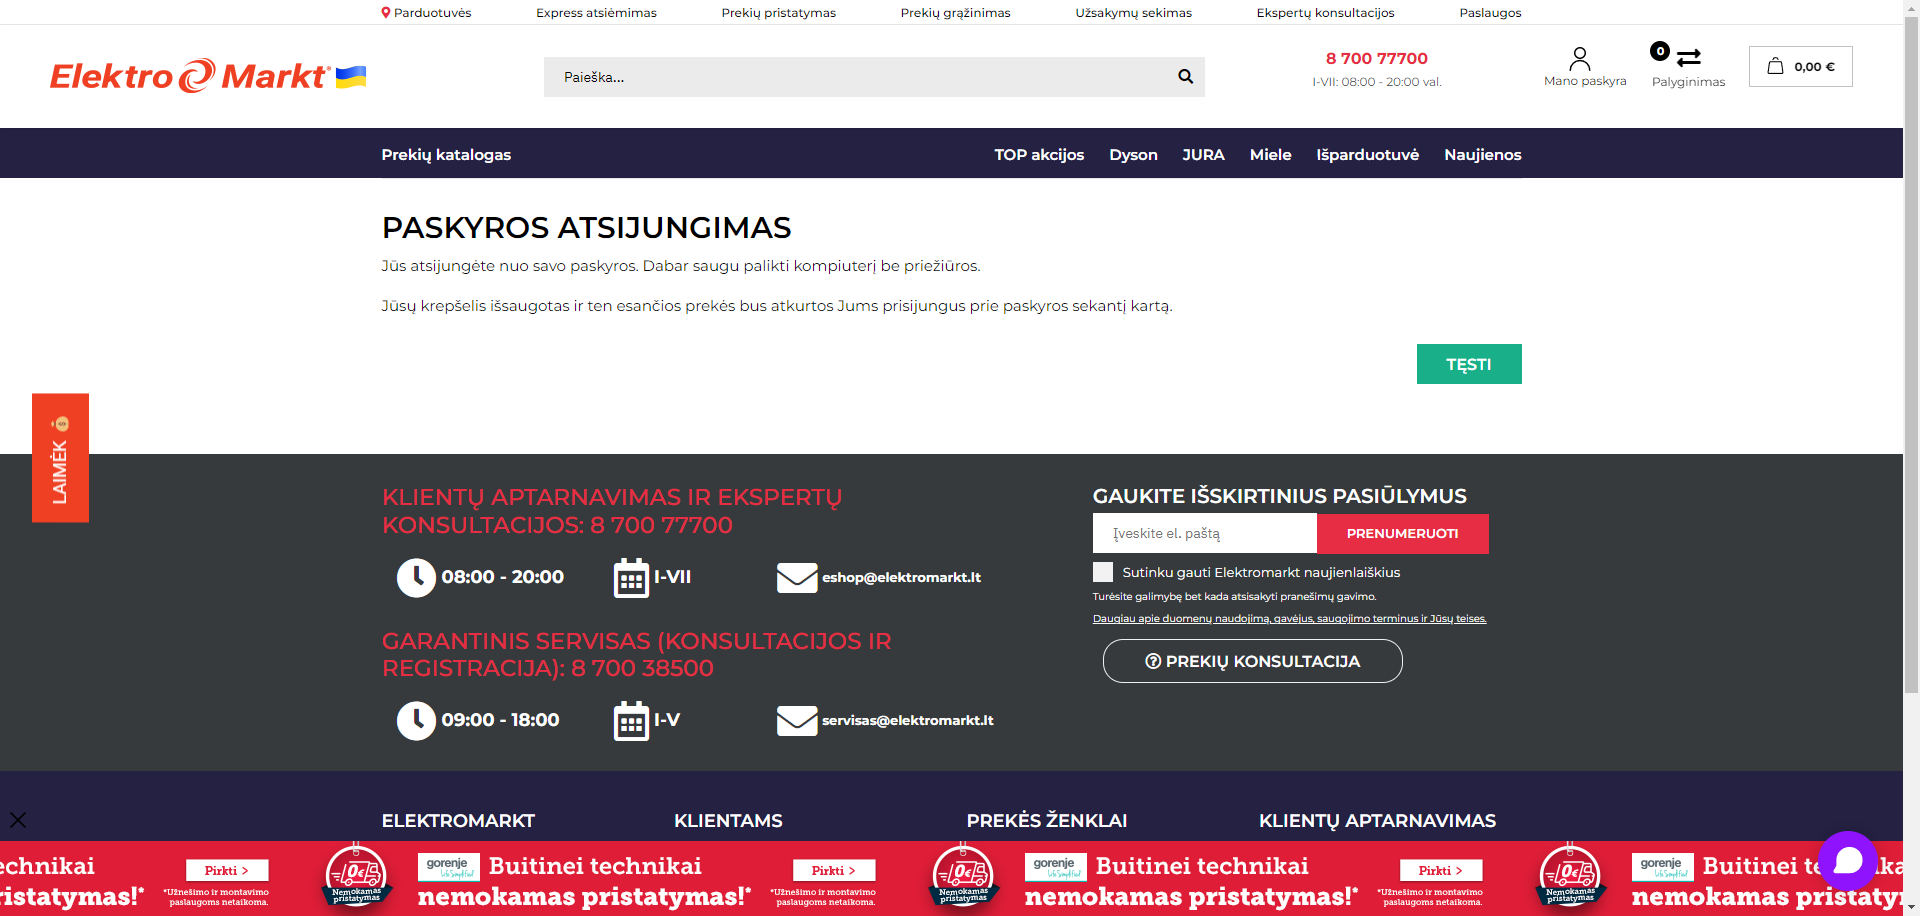 Parduotuvės
Express atsiėmimas
Prekių pristatymas
Prekių grąžinimas
Užsakymų sekimas
Ekspertų konsultacijos
Paslaugos
Elektro Markt
Paieška...
8 700 77700
I-VII: 08:00 - 20:00 val.
Mano paskyra
0
Palyginimas
0,00 €
Prekių katalogas
TOP akcijos
Dyson
JURA
Miele
Išparduotuvė
Naujienos
PASKYROS ATSIJUNGIMAS
Jūs atsijungėte nuo savo paskyros. Dabar saugu palikti kompiuterį be priežiūros.
Jūsų krepšelis išsaugotas ir ten esančios prekės bus atkurtos Jums prisijungus prie paskyros sekantį kartą.
TĘSTI
LAIMĖK
KLIENTŲ APTARNAVIMAS IR EKSPERTŲ
KONSULTACIJOS: 8 700 77700
08:00 - 20:00
I-VII
eshop@elektromarkt.lt
GARANTINIS SERVISAS (KONSULTACIJOS IR
REGISTRACIJA): 8 700 38500
09:00 - 18:00
I-V
servisas@elektromarkt.lt
GAUKITE IŠSKIRTINIUS PASIŪLYMUS
Įveskite el. paštą
PRENUMERUOTI
Sutinku gauti Elektromarkt naujienlaiškius
Turėsite galimybę bet kada atsisakyti pranešimų gavimo.
Daugiau apie duomenų naudojimą, gavėjus, saugojimo terminus ir Jūsų teises.
PREKIŲ KONSULTACIJA
ELEKTROMARKT
KLIENTAMS
PREKĖS ŽENKLAI
KLIENTŲ APTARNAVIMAS
echnikai
ristatymas!*
Pirkti >
*Užnešimo ir montavimo
paslaugoms netaikoma.
0€
Nemokamas
pristatymas
gorenje
Life Simplified
Buitinei technikai
nemokamas pristatymas!*
Pirkti >
*Užnešimo ir montavimo
paslaugoms netaikoma.
0€
Nemokamas
pristatymas
gorenje
Life Simplified
Buitinei technikai
nemokamas pristatymas!*
Pirkti >
*Užnešimo ir montavimo
paslaugoms netaikoma.
0€
Nemokamas
pristatymas
gorenje
Life Simplified
Buitinei
nemokamas